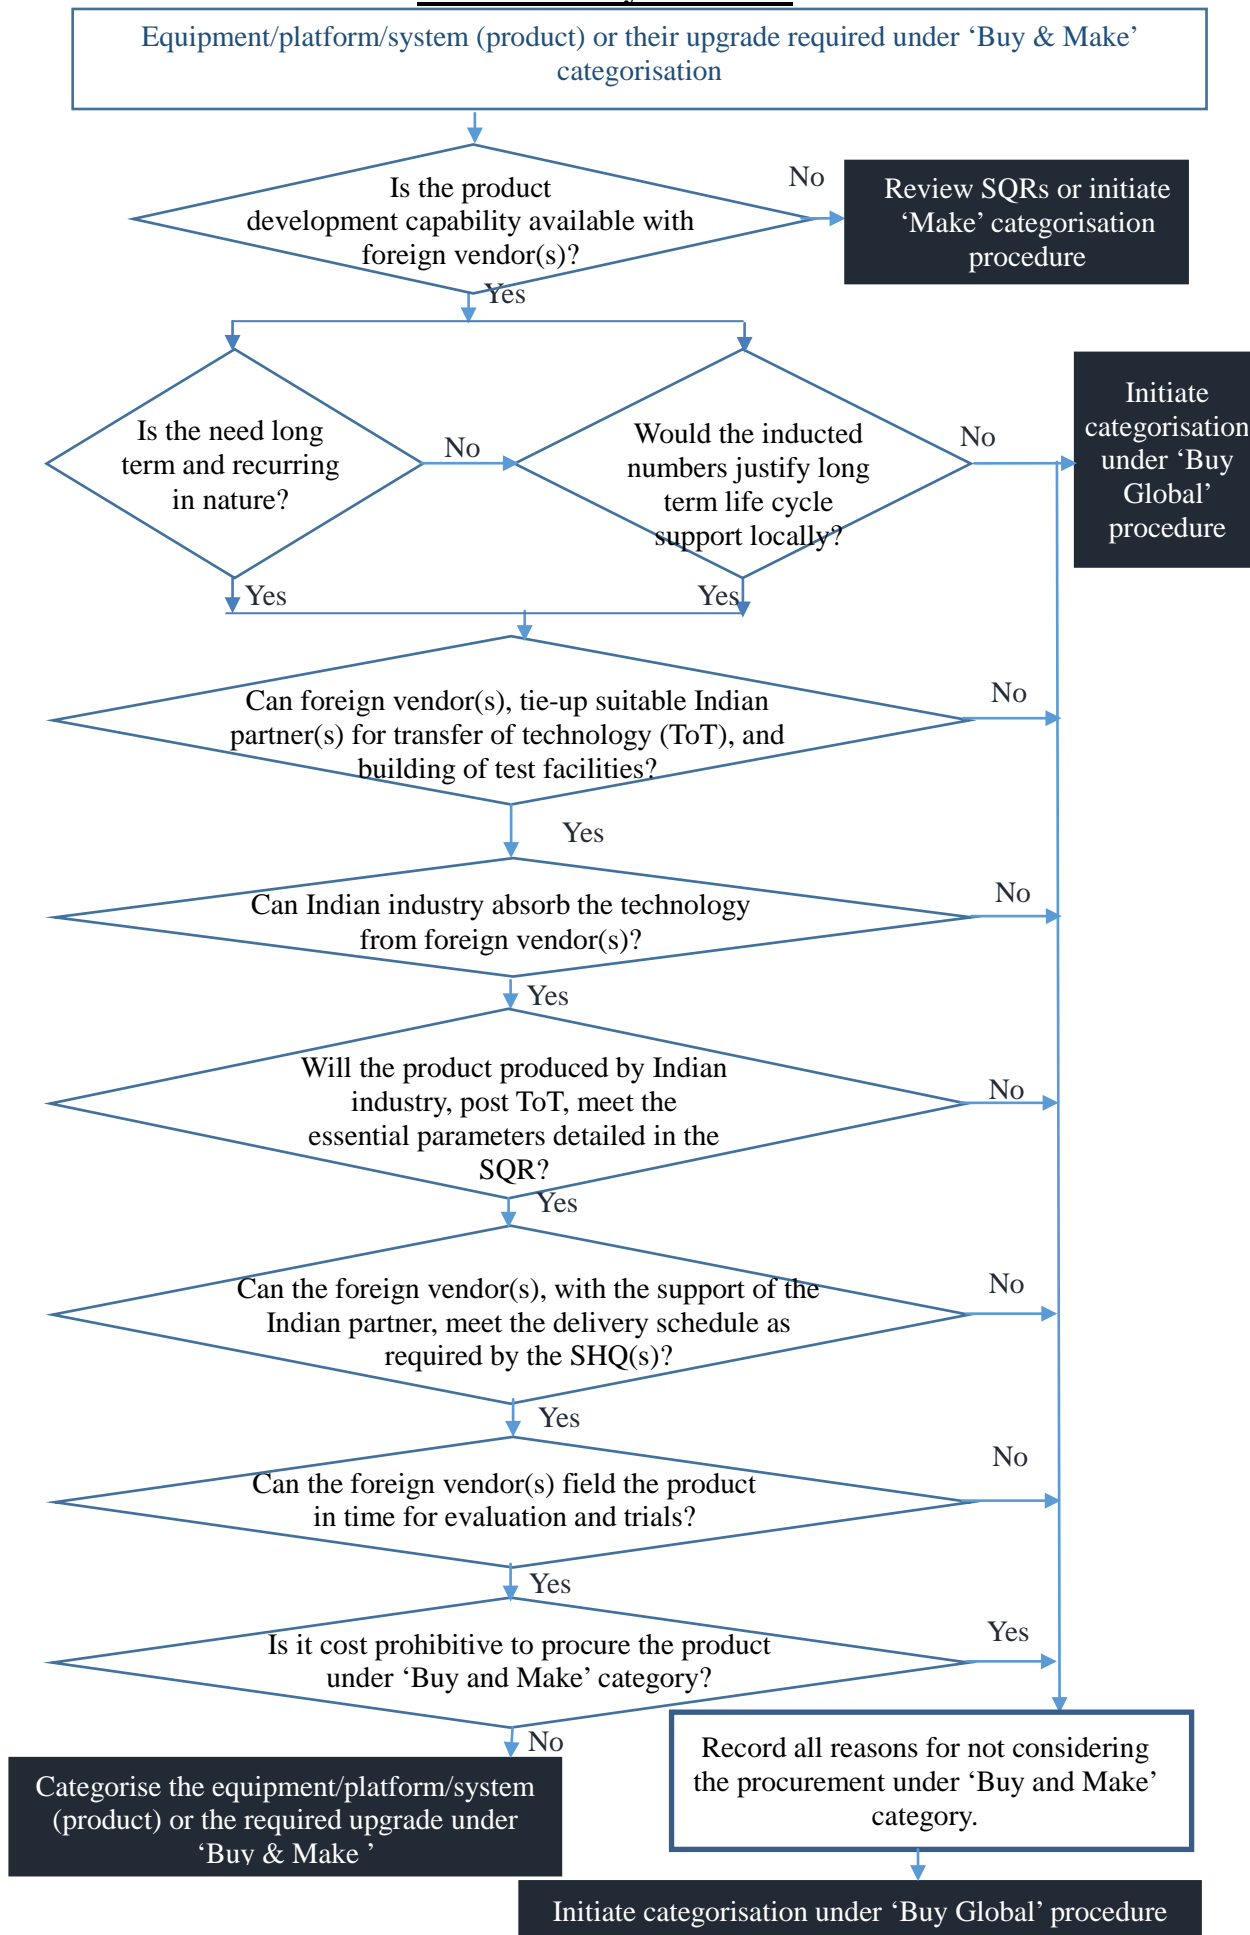 Equipment/platform/system (product) or their upgrade required under ‘Buy & Make’
categorisation
Is the product
development capability available with
foreign vendor(s)?
No
Review SQRs or initiate
‘Make’ categorisation
procedure
Yes
Is the need long
term and recurring
in nature?
No
Would the inducted
numbers justify long
term life cycle
support locally?
No
Initiate
categorisation
under ‘Buy
Global’
procedure
Yes
Yes
Can foreign vendor(s), tie-up suitable Indian
partner(s) for transfer of technology (ToT), and
building of test facilities?
No
Yes
Can Indian industry absorb the technology
from foreign vendor(s)?
No
Yes
Will the product produced by Indian
industry, post ToT, meet the
essential parameters detailed in the
SQR?
No
Yes
Can the foreign vendor(s), with the support of the
Indian partner, meet the delivery schedule as
required by the SHQ(s)?
No
Yes
Can the foreign vendor(s) field the product
in time for evaluation and trials?
No
Yes
Is it cost prohibitive to procure the product
under ‘Buy and Make’ category?
Yes
No
Categorise the equipment/platform/system
(product) or the required upgrade under
‘Buy & Make ’
Record all reasons for not considering
the procurement under ‘Buy and Make’
category.
Initiate categorisation under ‘Buy Global’ procedure